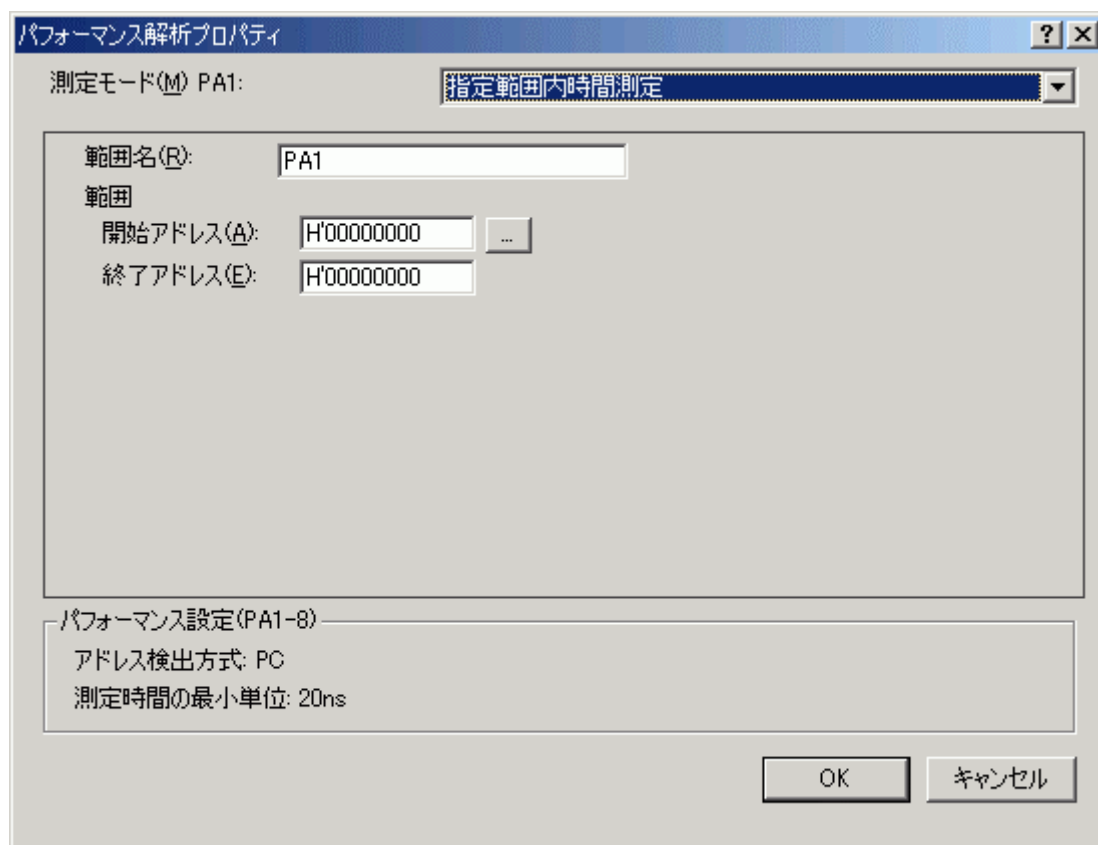 パフォーマンス解析プロパティ
測定モード(M) PA1: 指定範囲内時間測定
範囲名(R): PA1
範囲
開始アドレス(A): H'00000000 ...
終了アドレス(E): H'00000000
パフォーマンス設定(PA1-8)
アドレス検出方式: PC
測定時間の最小単位: 20ns
OK キャンセル